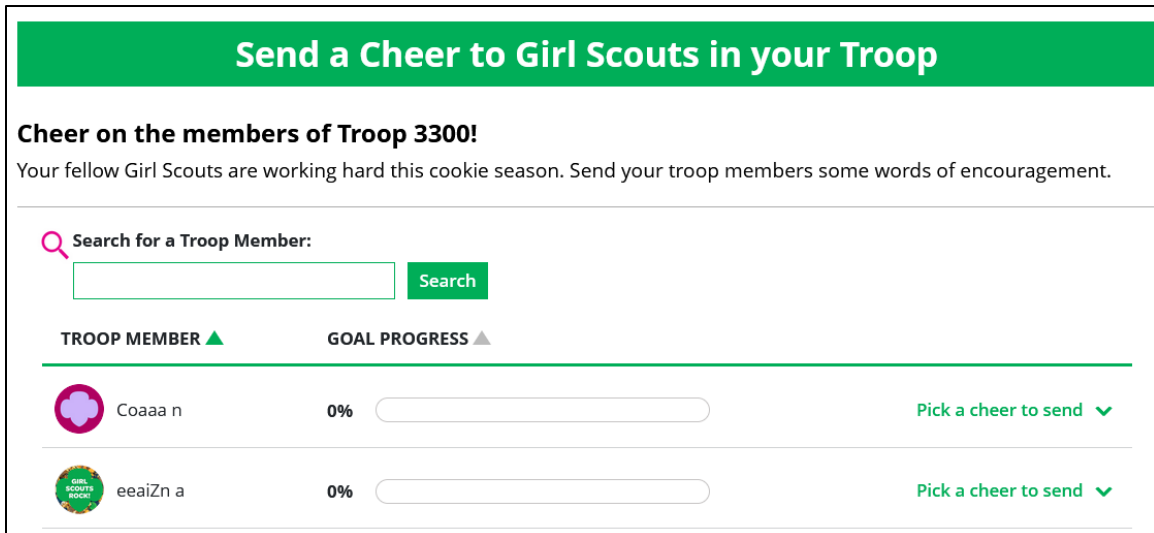 Send a Cheer to Girl Scouts in your Troop
Cheer on the members of Troop 3300!
Your fellow Girl Scouts are working hard this cookie season. Send your troop members some words of encouragement.
Search for a Troop Member:
Search
TROOP MEMBER GOAL PROGRESS
Coaaa n 0% Pick a cheer to send
GIRL
SCOUTS
ROCK!
eeaiZn a 0% Pick a cheer to send